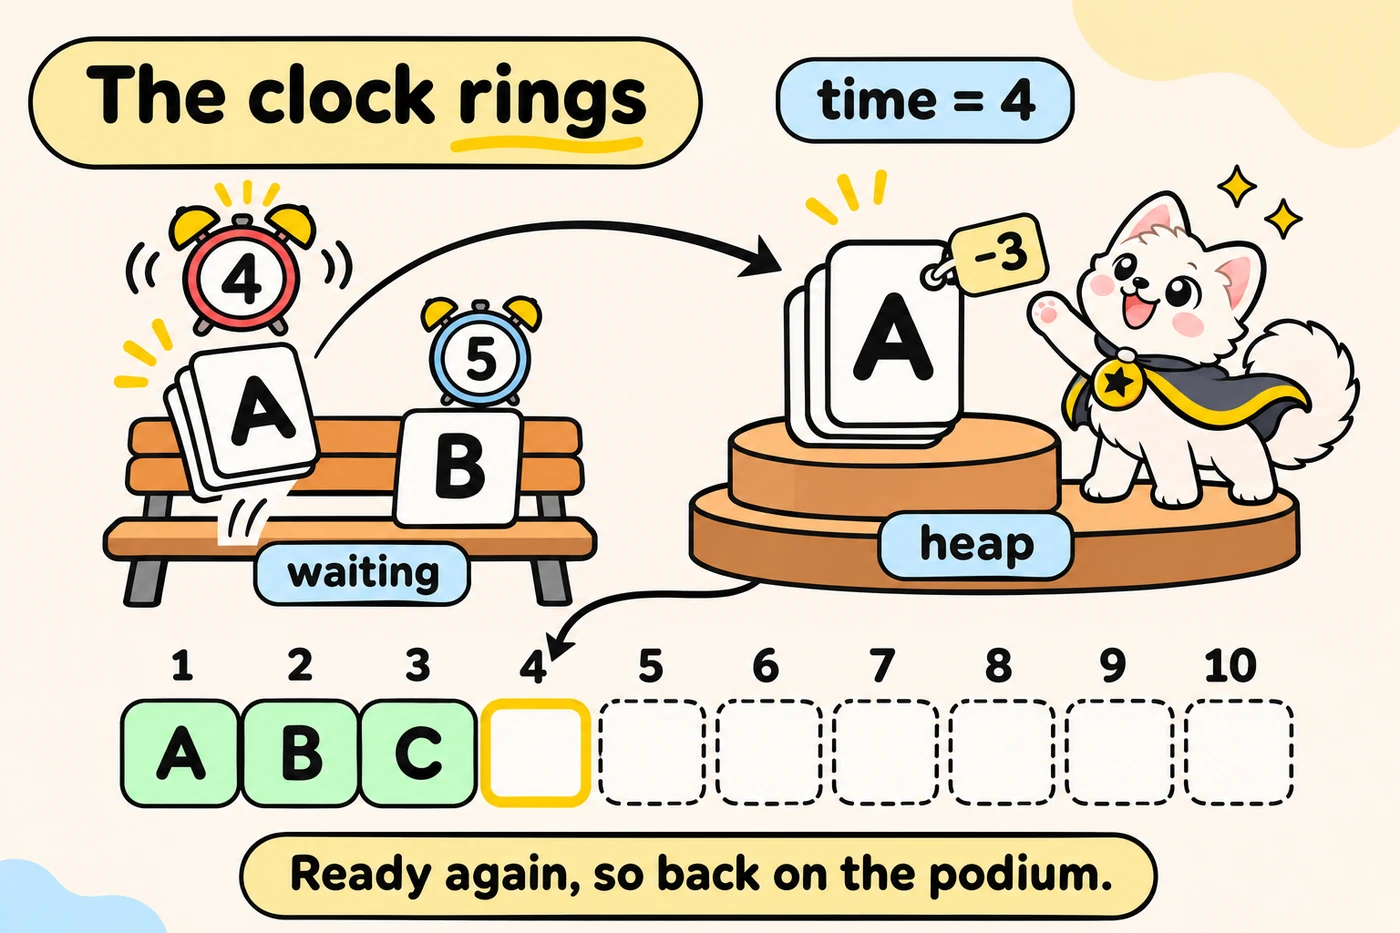 The clock rings
time = 4
4
5
A
B
waiting
A
-3
heap
1 2 3 4 5 6 7 8 9 10
A B C
Ready again, so back on the podium.